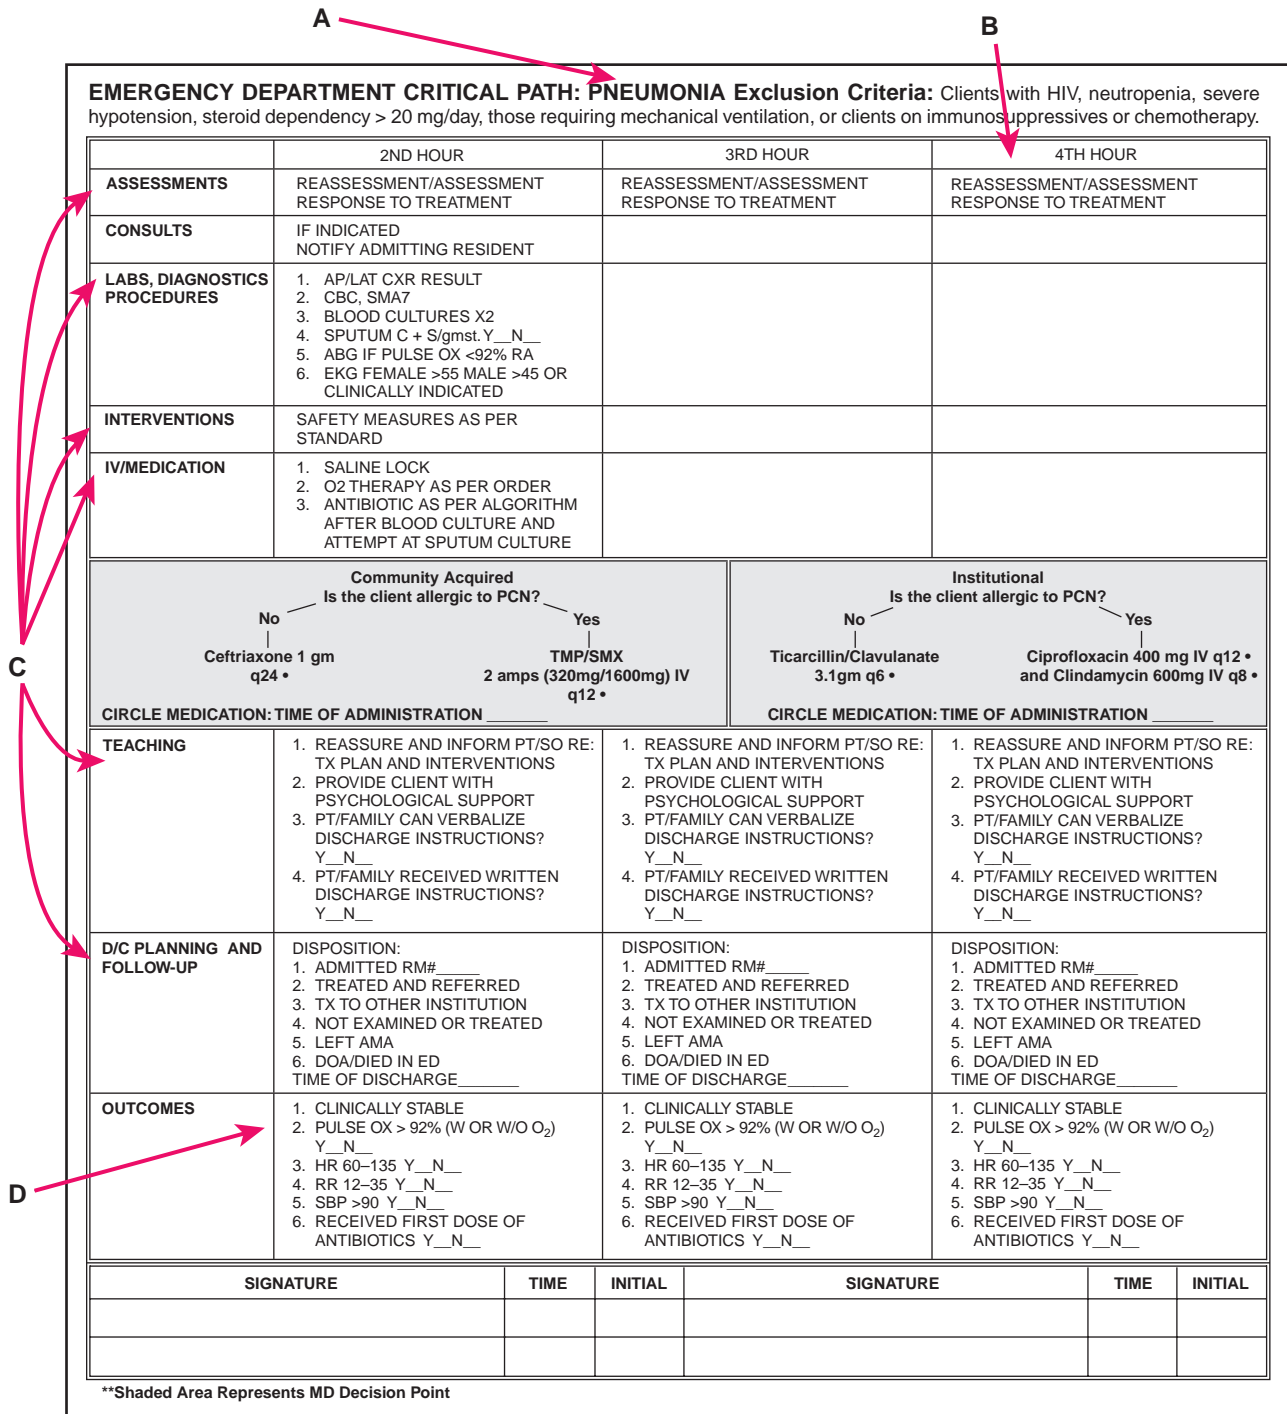 A
B
EMERGENCY DEPARTMENT CRITICAL PATH: PNEUMONIA Exclusion Criteria: Clients with HIV, neutropenia, severe
hypotension, steroid dependency > 20 mg/day, those requiring mechanical ventilation, or clients on immunosuppressives or chemotherapy.
2ND HOUR
3RD HOUR
4TH HOUR
ASSESSMENTS
REASSESSMENT/ASSESSMENT
RESPONSE TO TREATMENT
REASSESSMENT/ASSESSMENT
RESPONSE TO TREATMENT
REASSESSMENT/ASSESSMENT
RESPONSE TO TREATMENT
CONSULTS
IF INDICATED
NOTIFY ADMITTING RESIDENT
LABS, DIAGNOSTICS
PROCEDURES
1. AP/LAT CXR RESULT
2. CBC, SMA7
3. BLOOD CULTURES X2
4. SPUTUM C + S/gmst. Y__N__
5. ABG IF PULSE OX <92% RA
6. EKG FEMALE >55 MALE >45 OR
CLINICALLY INDICATED
INTERVENTIONS
SAFETY MEASURES AS PER
STANDARD
IV/MEDICATION
1. SALINE LOCK
2. O2 THERAPY AS PER ORDER
3. ANTIBIOTIC AS PER ALGORITHM
AFTER BLOOD CULTURE AND
ATTEMPT AT SPUTUM CULTURE
C
Community Acquired
Is the client allergic to PCN?
No
Yes
Ceftriaxone 1 gm
q24 •
TMP/SMX
2 amps (320mg/1600mg) IV
q12 •
CIRCLE MEDICATION: TIME OF ADMINISTRATION _______
Institutional
Is the client allergic to PCN?
No
Yes
Ticarcillin/Clavulanate
3.1gm q6 •
Ciprofloxacin 400 mg IV q12 •
and Clindamycin 600mg IV q8 •
CIRCLE MEDICATION: TIME OF ADMINISTRATION _______
TEACHING
1. REASSURE AND INFORM PT/SO RE:
TX PLAN AND INTERVENTIONS
2. PROVIDE CLIENT WITH
PSYCHOLOGICAL SUPPORT
3. PT/FAMILY CAN VERBALIZE
DISCHARGE INSTRUCTIONS?
Y__N__
4. PT/FAMILY RECEIVED WRITTEN
DISCHARGE INSTRUCTIONS?
Y__N__
1. REASSURE AND INFORM PT/SO RE:
TX PLAN AND INTERVENTIONS
2. PROVIDE CLIENT WITH
PSYCHOLOGICAL SUPPORT
3. PT/FAMILY CAN VERBALIZE
DISCHARGE INSTRUCTIONS?
Y__N__
4. PT/FAMILY RECEIVED WRITTEN
DISCHARGE INSTRUCTIONS?
Y__N__
1. REASSURE AND INFORM PT/SO RE:
TX PLAN AND INTERVENTIONS
2. PROVIDE CLIENT WITH
PSYCHOLOGICAL SUPPORT
3. PT/FAMILY CAN VERBALIZE
DISCHARGE INSTRUCTIONS?
Y__N__
4. PT/FAMILY RECEIVED WRITTEN
DISCHARGE INSTRUCTIONS?
Y__N__
D/C PLANNING AND
FOLLOW-UP
DISPOSITION:
1. ADMITTED RM#_____
2. TREATED AND REFERRED
3. TX TO OTHER INSTITUTION
4. NOT EXAMINED OR TREATED
5. LEFT AMA
6. DOA/DIED IN ED
TIME OF DISCHARGE_______
DISPOSITION:
1. ADMITTED RM#_____
2. TREATED AND REFERRED
3. TX TO OTHER INSTITUTION
4. NOT EXAMINED OR TREATED
5. LEFT AMA
6. DOA/DIED IN ED
TIME OF DISCHARGE_______
DISPOSITION:
1. ADMITTED RM#_____
2. TREATED AND REFERRED
3. TX TO OTHER INSTITUTION
4. NOT EXAMINED OR TREATED
5. LEFT AMA
6. DOA/DIED IN ED
TIME OF DISCHARGE_______
D
OUTCOMES
1. CLINICALLY STABLE
2. PULSE OX > 92% (W OR W/O O₂)
Y__N__
3. HR 60–135 Y__N__
4. RR 12–35 Y__N__
5. SBP >90 Y__N__
6. RECEIVED FIRST DOSE OF
ANTIBIOTICS Y__N__
1. CLINICALLY STABLE
2. PULSE OX > 92% (W OR W/O O₂)
Y__N__
3. HR 60–135 Y__N__
4. RR 12–35 Y__N__
5. SBP >90 Y__N__
6. RECEIVED FIRST DOSE OF
ANTIBIOTICS Y__N__
1. CLINICALLY STABLE
2. PULSE OX > 92% (W OR W/O O₂)
Y__N__
3. HR 60–135 Y__N__
4. RR 12–35 Y__N__
5. SBP >90 Y__N__
6. RECEIVED FIRST DOSE OF
ANTIBIOTICS Y__N__
SIGNATURE
TIME
INITIAL
SIGNATURE
TIME
INITIAL
**Shaded Area Represents MD Decision Point